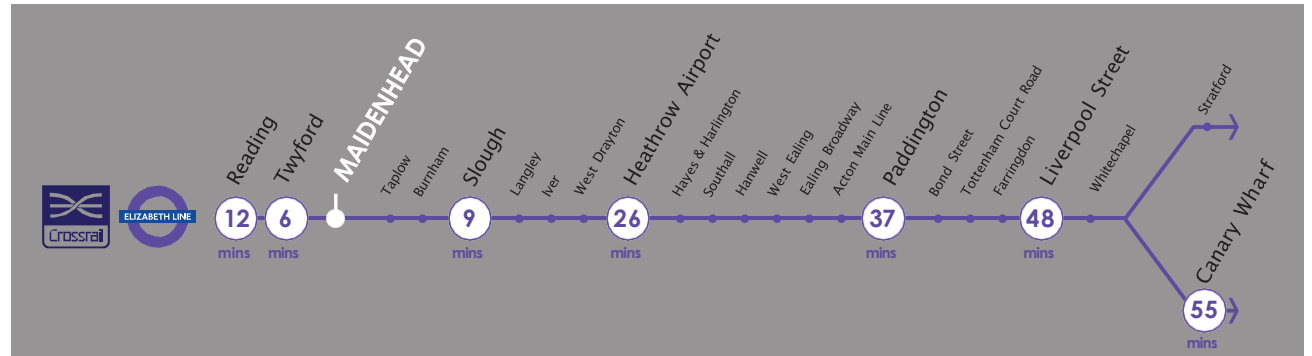 Crossrail
ELIZABETH LINE
Reading
12
mins
Twyford
6
mins
MAIDENHEAD
Taplow
Burnham
Slough
9
mins
Langley
Iver
West Drayton
Heathrow Airport
26
mins
Hayes & Harlington
Southall
Hanwell
West Ealing
Ealing Broadway
Acton Main Line
Paddington
37
mins
Bond Street
Tottenham Court Road
Farringdon
Liverpool Street
48
mins
Whitechapel
Stratford
Canary Wharf
55
mins